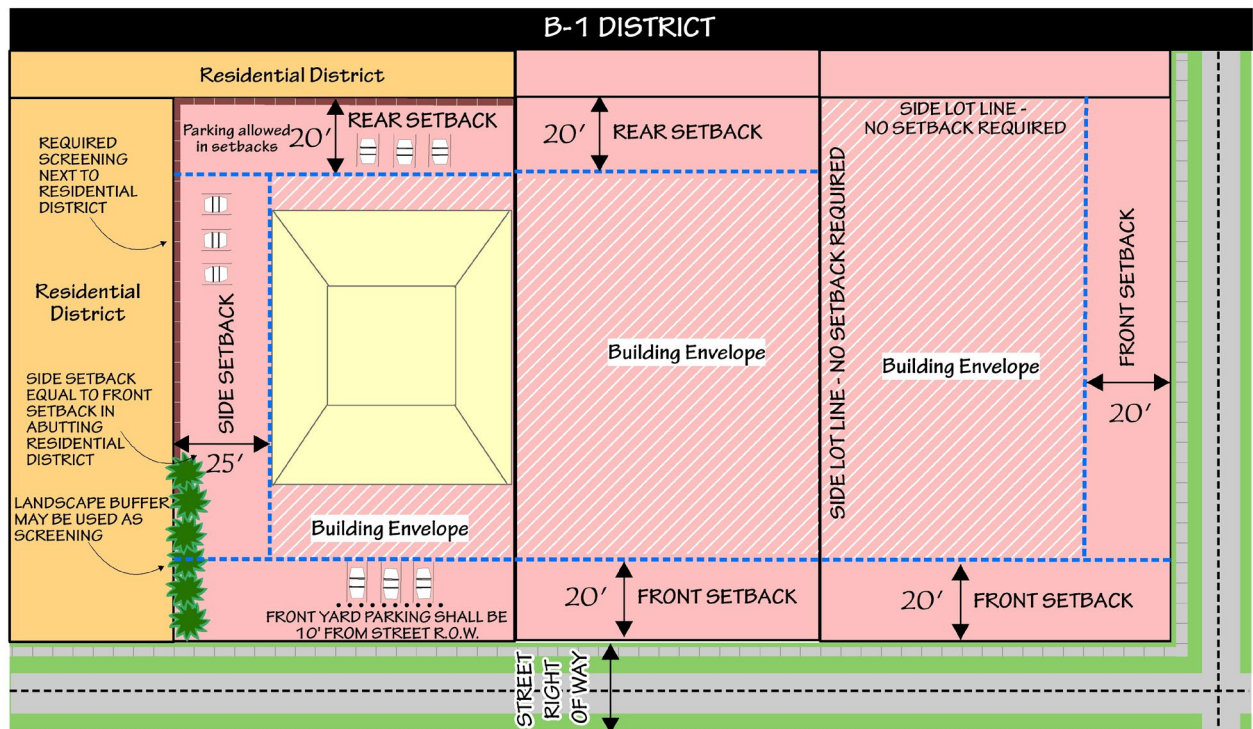 B-1 DISTRICT
Residential District
REQUIRED
SCREENING
NEXT TO
RESIDENTIAL
DISTRICT
Residential
District
SIDE SETBACK
EQUAL TO FRONT
SETBACK IN
ABUTTING
RESIDENTIAL
DISTRICT
LANDSCAPE BUFFER
MAY BE USED AS
SCREENING
Parking allowed
in setbacks
20'
REAR SETBACK
SIDE SETBACK
25'
Building Envelope
FRONT YARD PARKING SHALL BE
10' FROM STREET R.O.W.
20'
REAR SETBACK
Building Envelope
20'
FRONT SETBACK
SIDE LOT LINE -
NO SETBACK REQUIRED
SIDE LOT LINE - NO SETBACK REQUIRED
Building Envelope
FRONT SETBACK
20'
20'
FRONT SETBACK
STREET
RIGHT
OF WAY